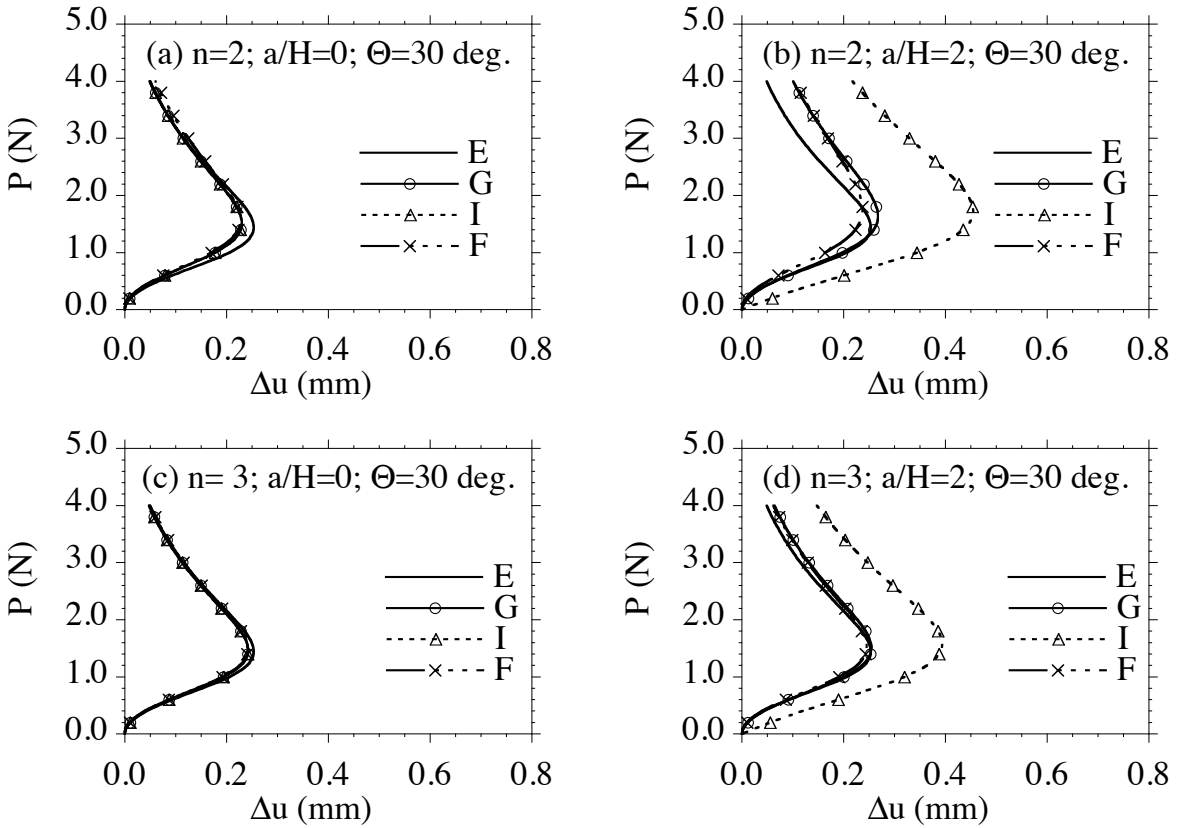 (a) n=2; a/H=0; Θ=30 deg.
P (N)
5.0
4.0
3.0
2.0
1.0
0.0
E
G
I
F
0.0 0.2 0.4 0.6 0.8
Δu (mm)
(b) n=2; a/H=2; Θ=30 deg.
P (N)
5.0
4.0
3.0
2.0
1.0
0.0
E
G
I
F
0.0 0.2 0.4 0.6 0.8
Δu (mm)
(c) n= 3; a/H=0; Θ=30 deg.
P (N)
5.0
4.0
3.0
2.0
1.0
0.0
E
G
I
F
0.0 0.2 0.4 0.6 0.8
Δu (mm)
(d) n=3; a/H=2; Θ=30 deg.
P (N)
5.0
4.0
3.0
2.0
1.0
0.0
E
G
I
F
0.0 0.2 0.4 0.6 0.8
Δu (mm)